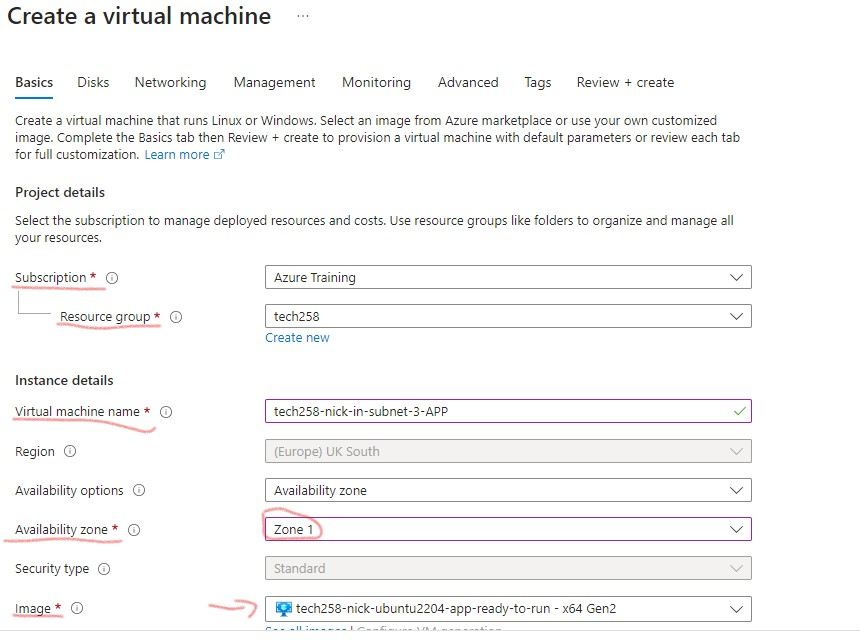 Create a virtual machine ...
Basics Disks Networking Management Monitoring Advanced Tags Review + create
Create a virtual machine that runs Linux or Windows. Select an image from Azure marketplace or use your own customized
image. Complete the Basics tab then Review + create to provision a virtual machine with default parameters or review each tab
for full customization. Learn more
Project details
Select the subscription to manage deployed resources and costs. Use resource groups like folders to organize and manage all
your resources.
Subscription * Azure Training
Resource group * tech258
Create new
Instance details
Virtual machine name * tech258-nick-in-subnet-3-APP
Region (Europe) UK South
Availability options Availability zone
Availability zone * Zone 1
Security type Standard
Image * tech258-nick-ubuntu2204-app-ready-to-run - x64 Gen2
See all images | Configure VM generation